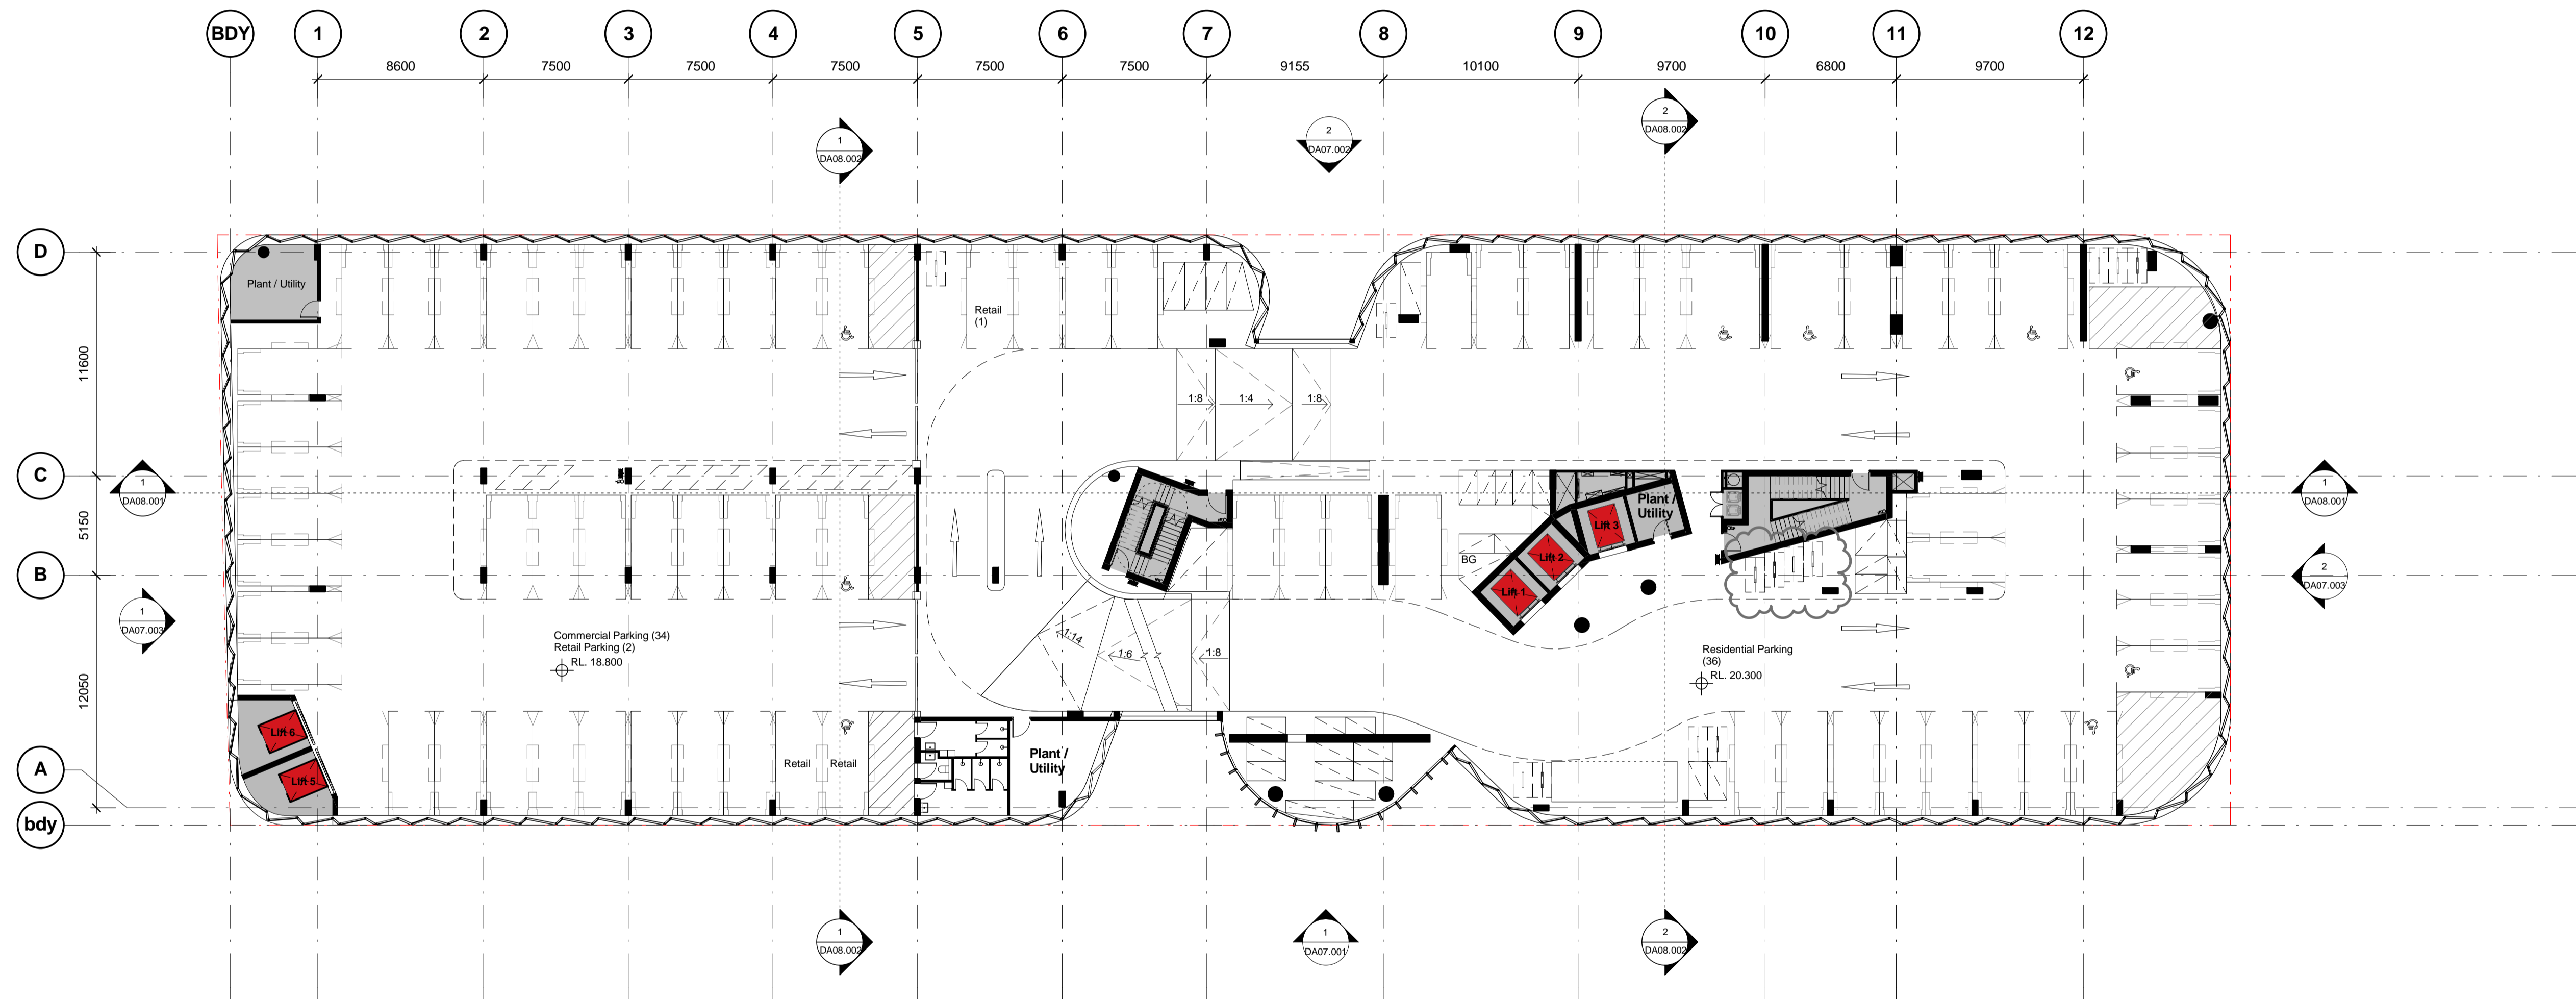 BDY 1 2 3 4 5 6 7 8 9 10 11 12
8600 7500 7500 7500 7500 7500 9155 10100 9700 6800 9700
1 DA08.002
2 DA07.002
2 DA08.002
D
Plant / Utility
Retail
(1)
11600
1:8 1:4 1:8
C
1 DA08.001
1 DA08.001
Plant /
Utility
Lift 3
5150
Lift 2
BG
B
2 DA07.003
Lift 1
1 DA07.003
Commercial Parking (34)
Retail Parking (2)
RL. 18.800
1:14
1:6
1:8
Residential Parking
(36)
RL. 20.300
12050
Lift 6
Lift 5
Retail Retail
Plant /
Utility
A
bdy
1 DA08.002
1 DA07.001
2 DA08.002